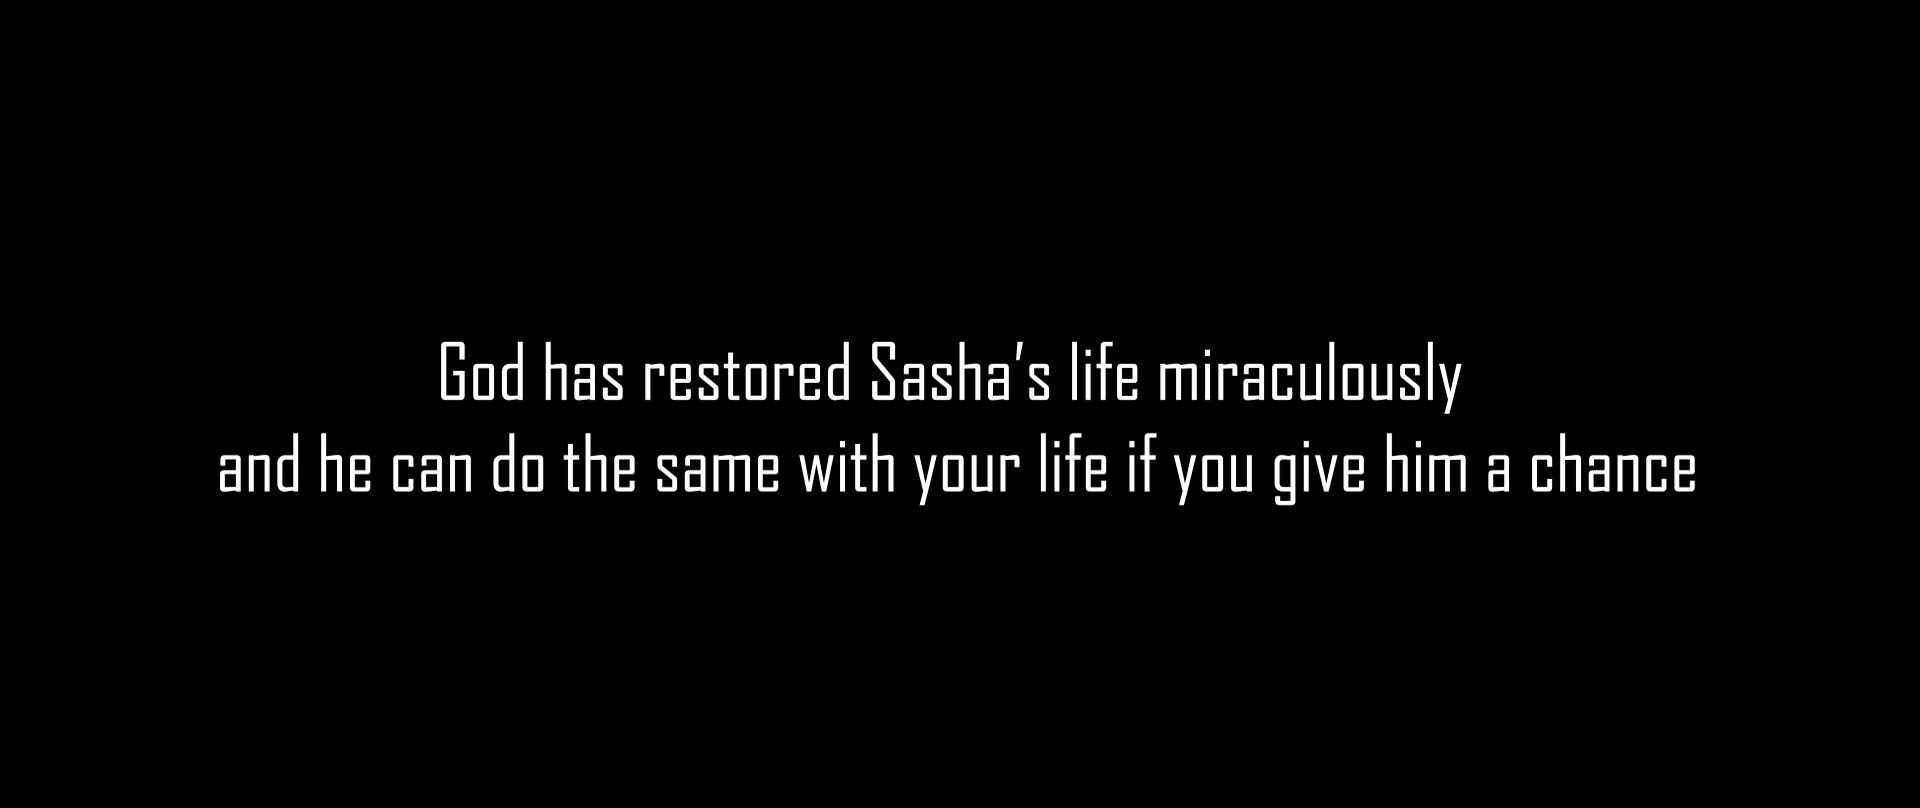 God has restored Sasha's life miraculously
and he can do the same with your life if you give him a chance